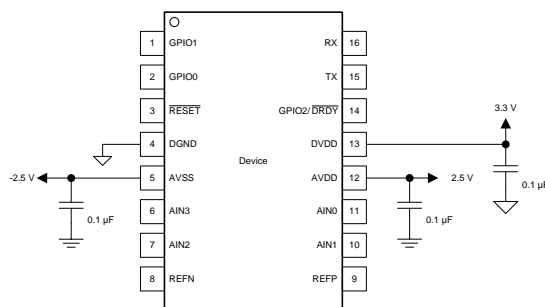 1 GPIO1 RX 16
2 GPIO0 TX 15
3 RESET GPIO2/DRDY 14
3.3 V
4 DGND DVDD 13
Device
-2.5 V 5 AVSS AVDD 12 2.5 V
0.1 µF
0.1 µF 6 AIN3 AIN0 11 0.1 µF
7 AIN2 AIN1 10
8 REFN REFP 9